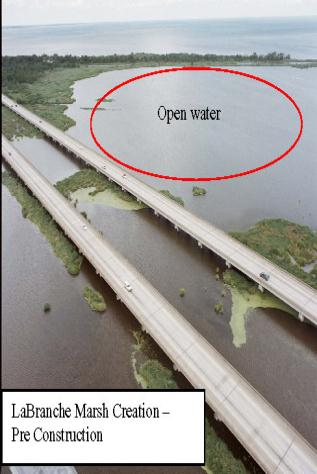 Open water
LaBranche Marsh Creation –
Pre Construction